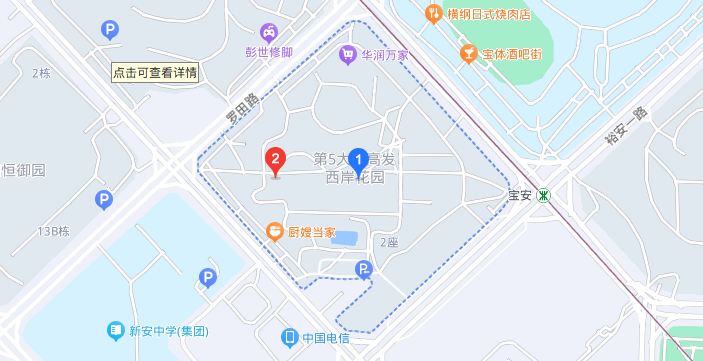 横纲日式烧肉店
宝体酒吧街
彭世修脚
华润万家
2栋
点击可查看详情
罗田路
裕安一路
2
1
第5大
高发
西岸花园
恒御园
宝安
13B栋
厨嫂当家
2座
P
P
P
P
新安中学(集团)
中国电信